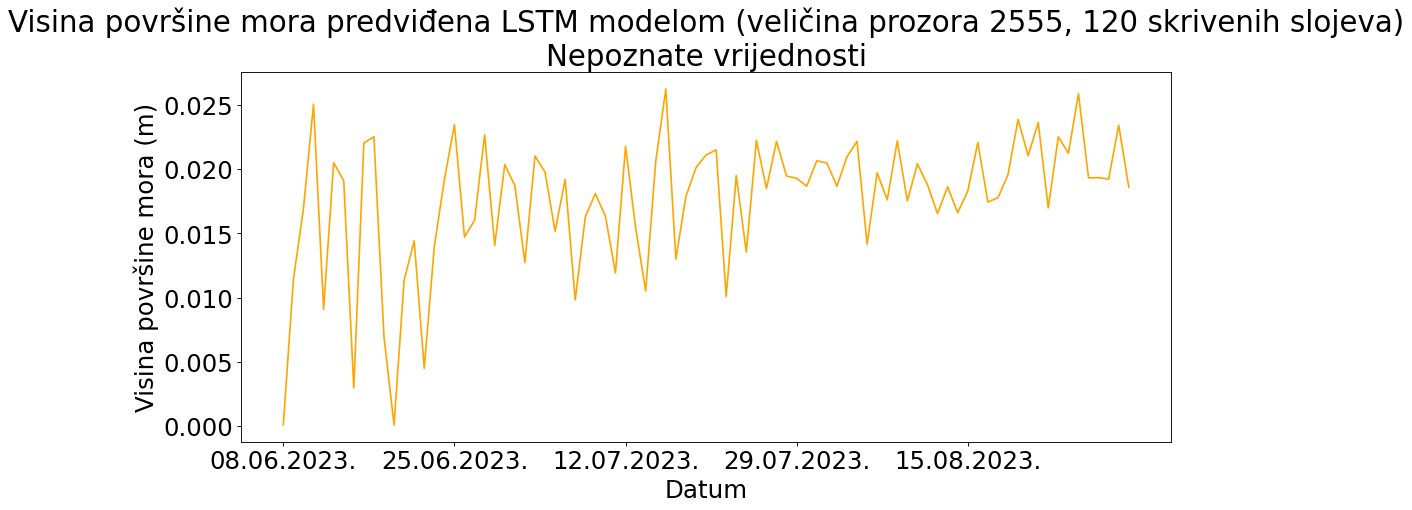 Visina površine mora predviđena LSTM modelom (veličina prozora 2555, 120 skrivenih slojeva)
Nepoznate vrijednosti
Visina površine mora (m)
0.025
0.020
0.015
0.010
0.005
0.000
08.06.2023. 25.06.2023. 12.07.2023. 29.07.2023. 15.08.2023.
Datum